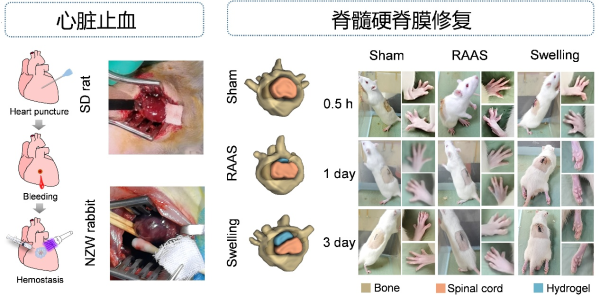 心脏止血
脊髓硬脊膜修复
Heart puncture
Bleeding
Hemostasis
SD rat
NZW rabbit
Sham
RAAS
Swelling
Sham RAAS Swelling
0.5 h
1 day
3 day
Bone Spinal cord Hydrogel